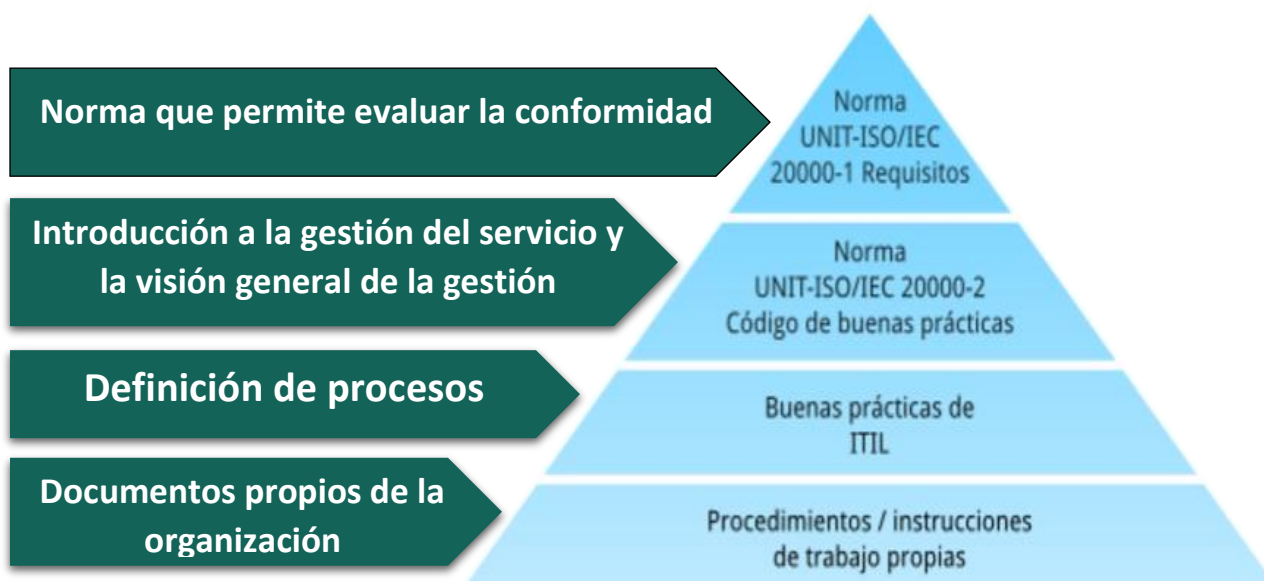 Norma que permite evaluar la conformidad
Norma
UNIT-ISO/IEC
20000-1 Requisitos
Introducción a la gestión del servicio y
la visión general de la gestión
Norma
UNIT-ISO/IEC 20000-2
Código de buenas prácticas
Definición de procesos
Buenas prácticas de
ITIL
Documentos propios de la
organización
Procedimientos / instrucciones
de trabajo propias